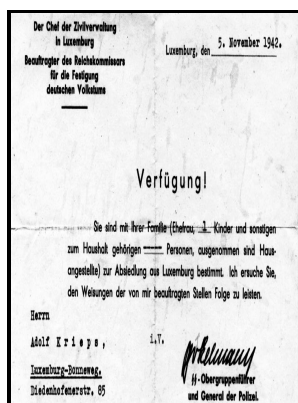 Der Chef der Zivilverwaltung
in Luxemburg
Beauftragter des Reichskommissars
für die Festigung
deutschen Volkstums
Luxemburg, den 5. November 1942.
Verfügung!
Sie sind mit Ihrer Familie (Ehefrau, 1 Kinder und sonstigen
zum Haushalt gehörigen Personen, ausgenommen sind Haus-
angestellte) zur Absiedlung aus Luxemburg bestimmt. Ich ersuche Sie,
den Weisungen der von mir beauftragten Stellen Folge zu leisten.
Herrn
Adolf Krieps,
Luxemburg-Bonneweg.
Diedenhofenerstr. 85
i.V.
SS-Obergruppenführer
und General der Polizei.